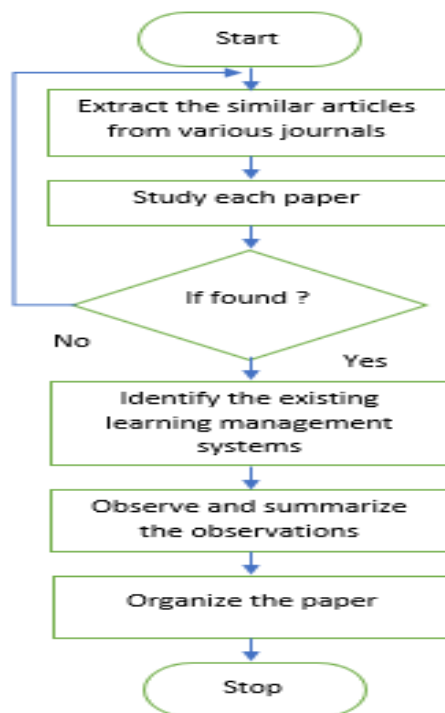 Start
Extract the similar articles
from various journals
Study each paper
If found ?
No
Yes
Identify the existing
learning management
systems
Observe and summarize
the observations
Organize the paper
Stop